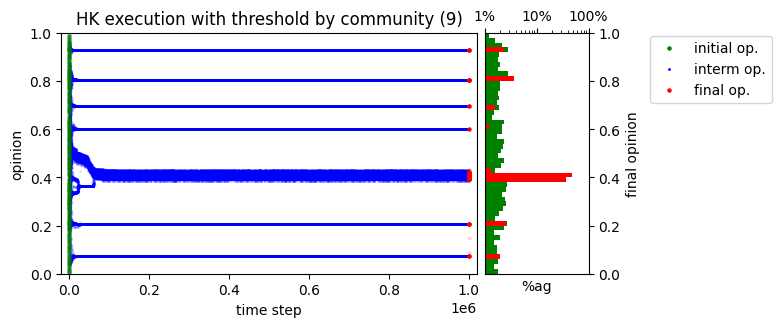 HK execution with threshold by community (9)
1% 10% 100%
1.0 1.0
0.8 0.8
0.6 0.6
0.4 0.4
0.2 0.2
0.0 0.0
opinion
final opinion
0.0 0.2 0.4 0.6 0.8 1.0
time step
1e6
%ag
initial op.
interm op.
final op.